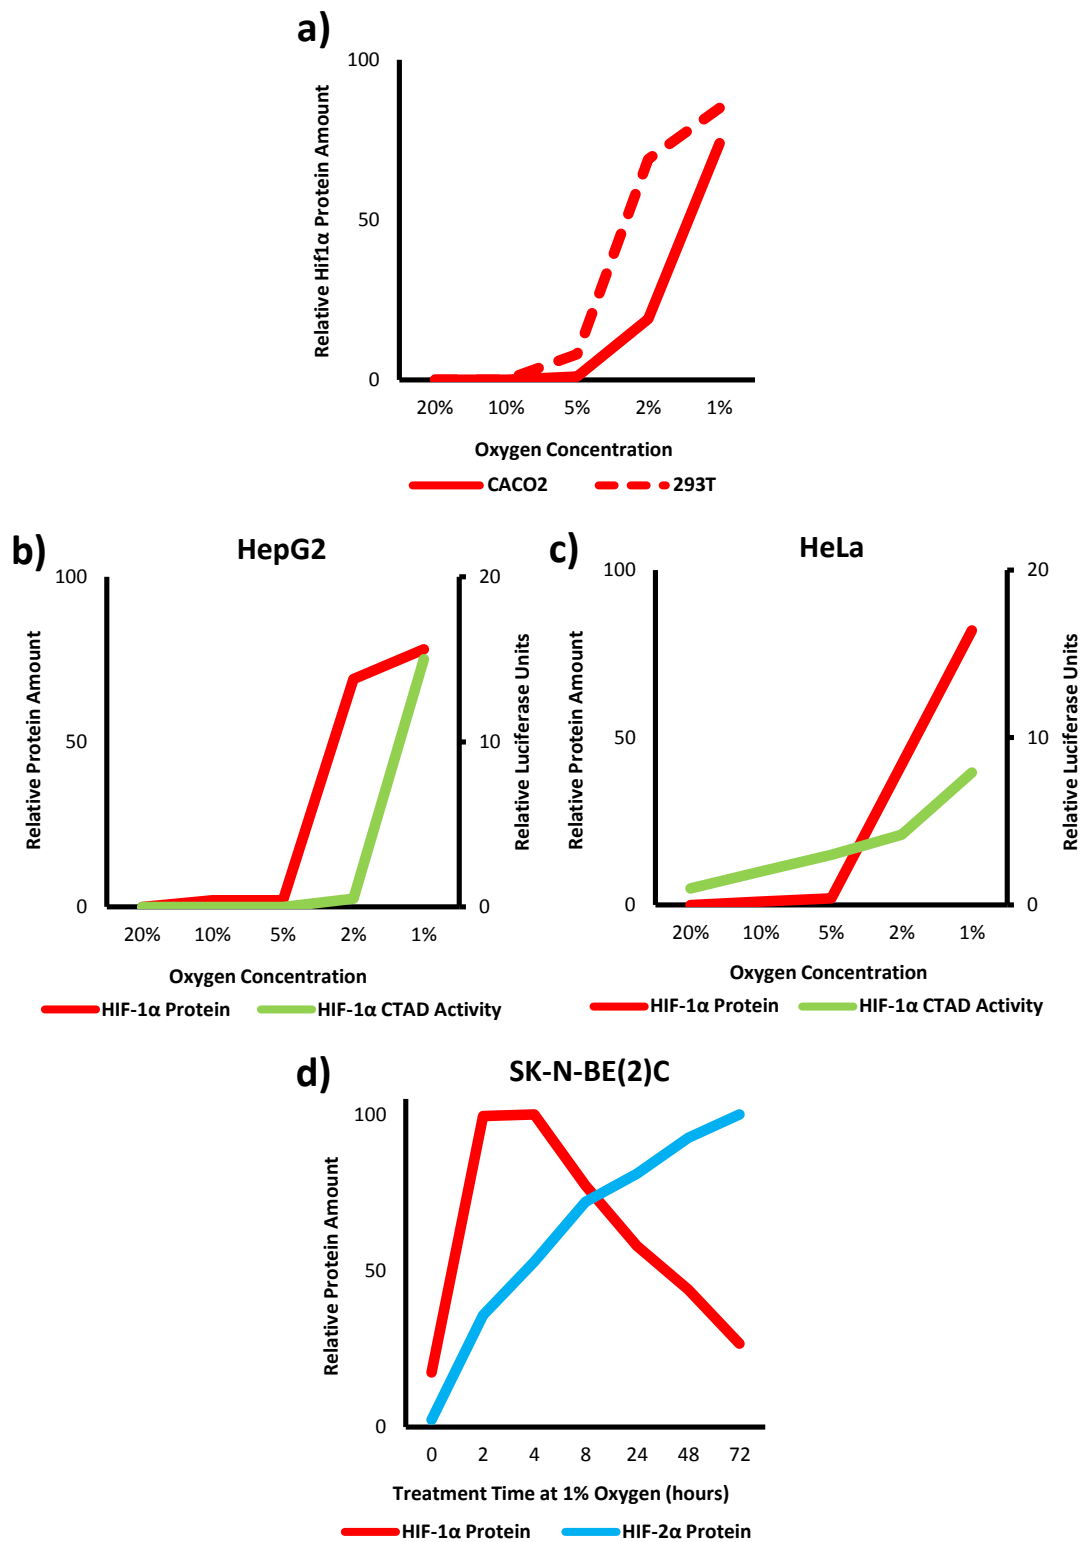 a)
100
50
0
Relative Hif1α Protein Amount
20% 10% 5% 2% 1%
Oxygen Concentration
CACO2 293T
b)
HepG2
100
50
0
20
10
0
Relative Protein Amount
Relative Luciferase Units
20% 10% 5% 2% 1%
Oxygen Concentration
HIF-1α Protein HIF-1α CTAD Activity
c)
HeLa
100
50
0
20
10
0
Relative Protein Amount
Relative Luciferase Units
20% 10% 5% 2% 1%
Oxygen Concentration
HIF-1α Protein HIF-1α CTAD Activity
d)
SK-N-BE(2)C
100
50
0
Relative Protein Amount
0 2 4 8 24 48 72
Treatment Time at 1% Oxygen (hours)
HIF-1α Protein HIF-2α Protein